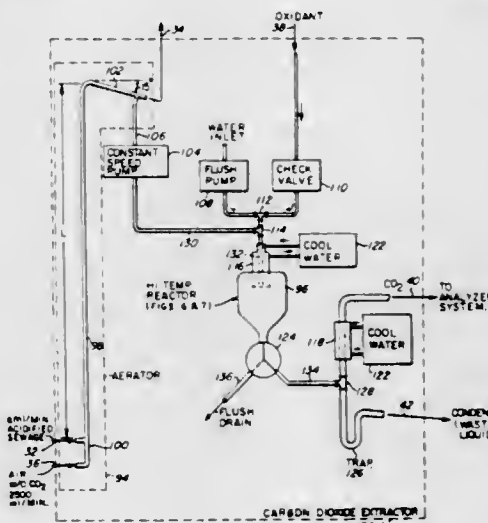 OXIDANT
34
38
102
15°
106
WATER
INLET
CONSTANT
SPEED
PUMP
104
FLUSH
PUMP
108
CHECK
VALVE
110
112
114
130
132
116
COOL
WATER
122
HI TEMP
REACTOR
(FIGS. 6 & 7)
96
CO2 40
TO
ANALYZER
SYSTEM
118
COOL
WATER
122
124
98
136
134
128
AERATOR
FLUSH
DRAIN
42
ACIDIFIED
SEWAGE
32
100
TRAP
126
36
AIR
W/O CO2
2500
94
CARBON DIOXIDE EXTRACTOR